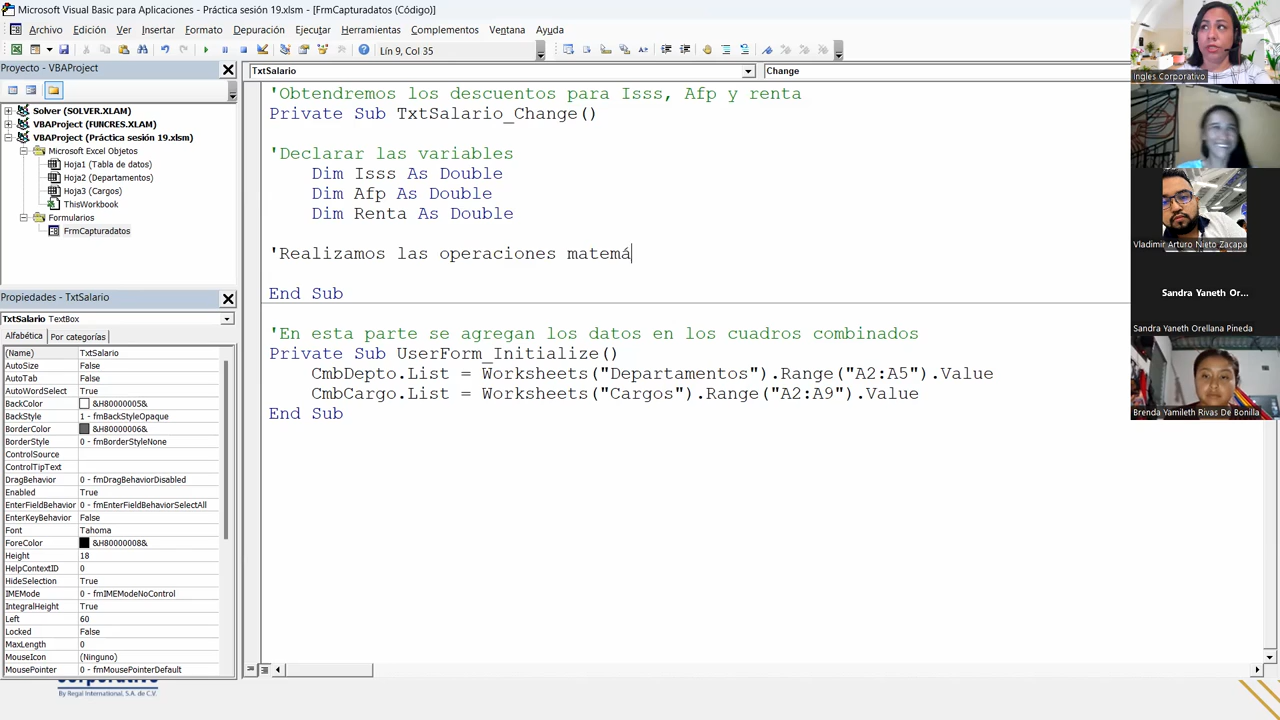 Microsoft Visual Basic para Aplicaciones - Práctica sesión 19.xlsm - [FrmCapturadatos (Código)]
Archivo Edición Ver Insertar Formato Depuración Ejecutar Herramientas Complementos Ventana Ayuda
Lín 9, Col 35
Proyecto - VBAProject
Solver (SOLVER.XLAM)
VBAProject (FUNCRES.XLAM)
VBAProject (Práctica sesión 19.xlsm)
Microsoft Excel Objetos
Hoja1 (Tabla de datos)
Hoja2 (Departamentos)
Hoja3 (Cargos)
ThisWorkbook
Formularios
FrmCapturadatos
Propiedades - TxtSalario
TxtSalario TextBox
Alfabética Por categorías
(Name) TxtSalario
AutoSize False
AutoTab False
AutoWordSelect True
BackColor &H80000005&
BackStyle 1 - fmBackStyleOpaque
BorderColor &H80000006&
BorderStyle 0 - fmBorderStyleNone
ControlSource
ControlTipText
DragBehavior 0 - fmDragBehaviorDisabled
Enabled True
EnterFieldBehavior 0 - fmEnterFieldBehaviorSelectAll
EnterKeyBehavior False
Font Tahoma
ForeColor &H80000008&
Height 18
HelpContextID 0
HideSelection True
IMEMode 0 - fmIMEModeNoControl
IntegralHeight True
Left 60
Locked False
MaxLength 0
MouseIcon (Ninguno)
MousePointer 0 - fmMousePointerDefault
TxtSalario Change
'Obtendremos los decuentos para Isss, Afp y renta
Private Sub TxtSalario_Change()
'Declarar las variables
Dim Isss As Double
Dim Afp As Double
Dim Renta As Double
'Realizamos las operaciones matemá
End Sub
'En esta parte se agregan los datos en los cuadros combinados
Private Sub UserForm_Initialize()
CmbDepto.List = Worksheets("Departamentos").Range("A2:A5").Value
CmbCargo.List = Worksheets("Cargos").Range("A2:A9").Value
End Sub
Ingles Corporativo
Vladimir Arturo Nieto Zacapa
Sandra Yaneth Or...
Sandra Yaneth Orellana Pineda
Brenda Yamileth Rivas De Bonilla
By Regal International, S.A. de C.V.